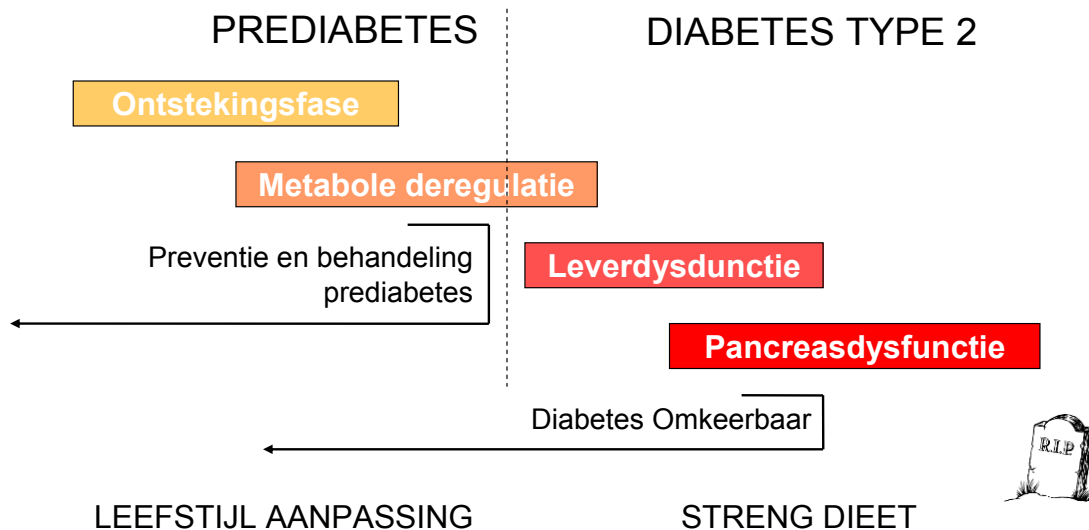 PREDIABETES
DIABETES TYPE 2
Ontstekingsfase
Metabole deregulatie
Preventie en behandeling
prediabetes
Leverdysdunctie
Pancreasdysfunctie
Diabetes Omkeerbaar
R.I.P
LEEFSTIJL AANPASSING
STRENG DIEET